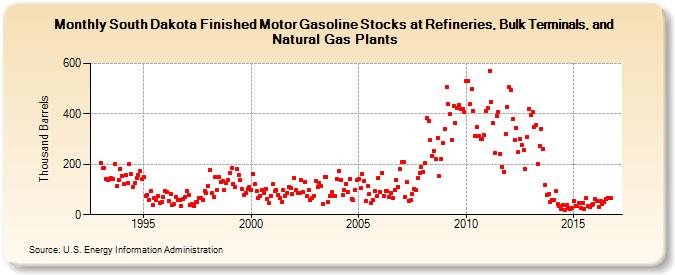 Monthly South Dakota Finished Motor Gasoline Stocks at Refineries, Bulk Terminals, and
Natural Gas Plants
Thousand Barrels
600
400
200
0
1995
2000
2005
2010
2015
Source: U.S. Energy Information Administration